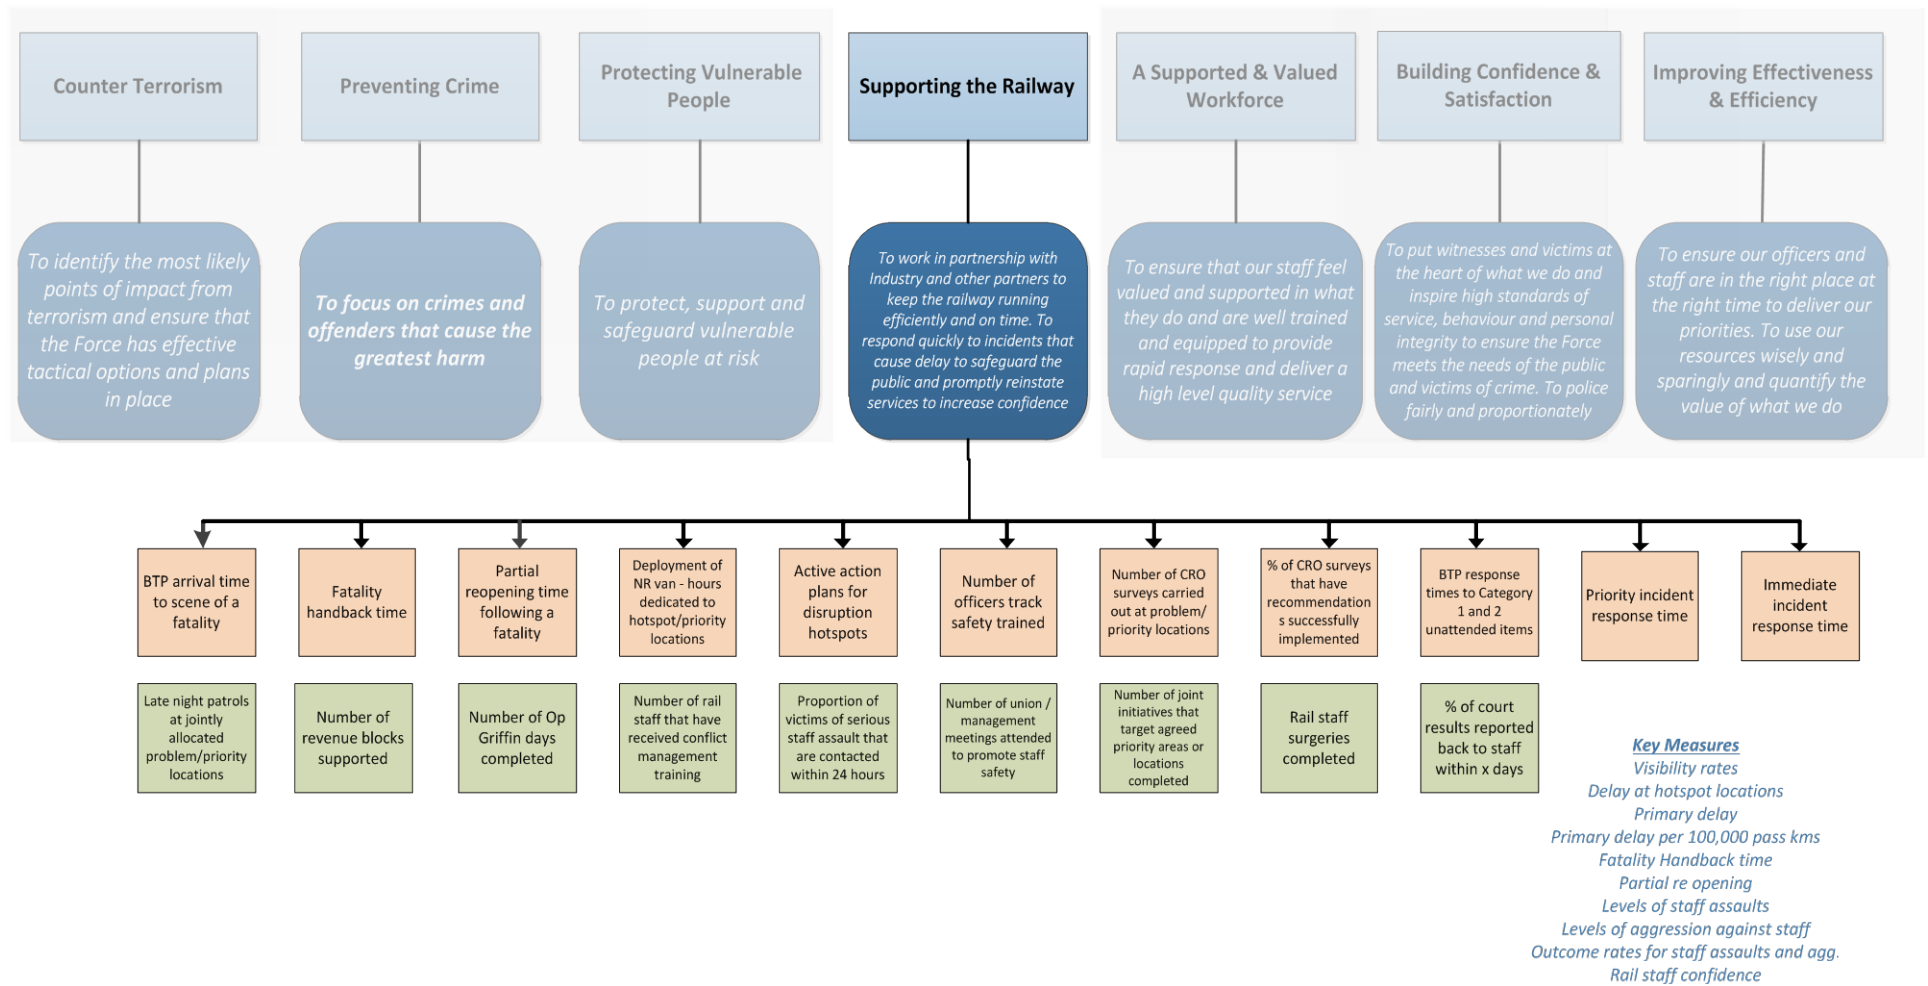 Counter Terrorism
Preventing Crime
Protecting Vulnerable
People
Supporting the Railway
A Supported & Valued
Workforce
Building Confidence &
Satisfaction
Improving Effectiveness
& Efficiency
To identify the most likely
points of impact from
terrorism and ensure that
the Force has effective
tactical options and plans
in place
To focus on crimes and
offenders that cause the
greatest harm
To protect, support and
safeguard vulnerable
people at risk
To work in partnership with
Industry and other partners to
keep the railway running
efficiently and on time. To
respond quickly to incidents that
cause delay to safeguard the
public and promptly reinstate
services to increase confidence
To ensure that our staff feel
valued and supported in what
they do and are well trained
and equipped to provide
rapid response and deliver a
high level quality service
To put witnesses and victims at
the heart of what we do and
inspire high standards of
service, behaviour and personal
integrity to ensure the Force
meets the needs of the public
and victims of crime. To police
fairly and proportionately
To ensure our officers and
staff are in the right place at
the right time to deliver our
priorities. To use our
resources wisely and
sparingly and quantify the
value of what we do
BTP arrival time
to scene of a
fatality
Fatality
handback time
Partial
reopening time
following a
fatality
Deployment of
NR van - hours
dedicated to
hotspot/priority
locations
Active action
plans for
disruption
hotspots
Number of
officers track
safety trained
Number of CRO
surveys carried
out at problem/
priority locations
% of CRO surveys
that have
recommendation
s successfully
implemented
BTP response
times to Category
1 and 2
unattended items
Priority incident
response time
Immediate
incident
response time
Late night patrols
at jointly
allocated
problem/priority
locations
Number of
revenue blocks
supported
Number of Op
Griffin days
completed
Number of rail
staff that have
received conflict
management
training
Proportion of
victims of serious
staff assault that
are contacted
within 24 hours
Number of union /
management
meetings attended
to promote staff
safety
Number of joint
initiatives that
target agreed
priority areas or
locations
completed
Rail staff
surgeries
completed
% of court
results reported
back to staff
within x days
Key Measures
Visibility rates
Delay at hotspot locations
Primary delay
Primary delay per 100,000 pass kms
Fatality Handback time
Partial re opening
Levels of staff assaults
Levels of aggression against staff
Outcome rates for staff assaults and agg.
Rail staff confidence